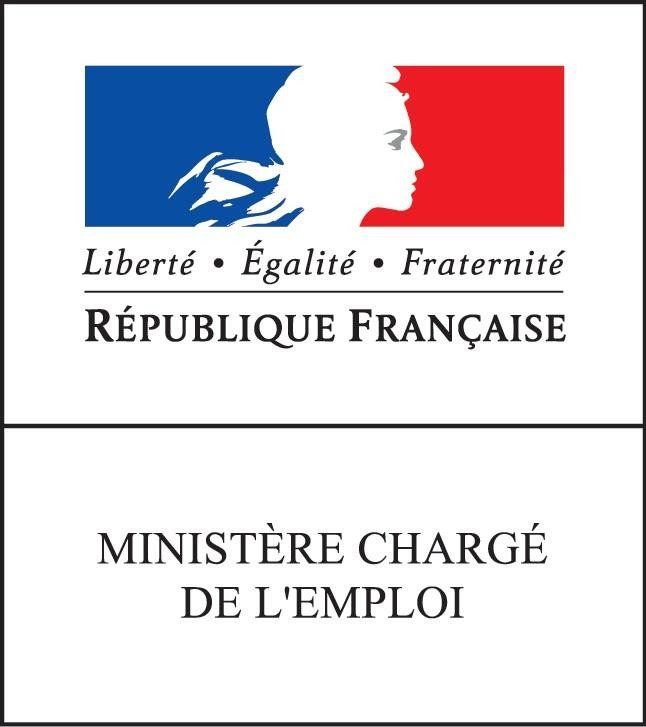 Liberté • Égalité • Fraternité
RÉPUBLIQUE FRANÇAISE
MINISTÈRE CHARGÉ
DE L'EMPLOI